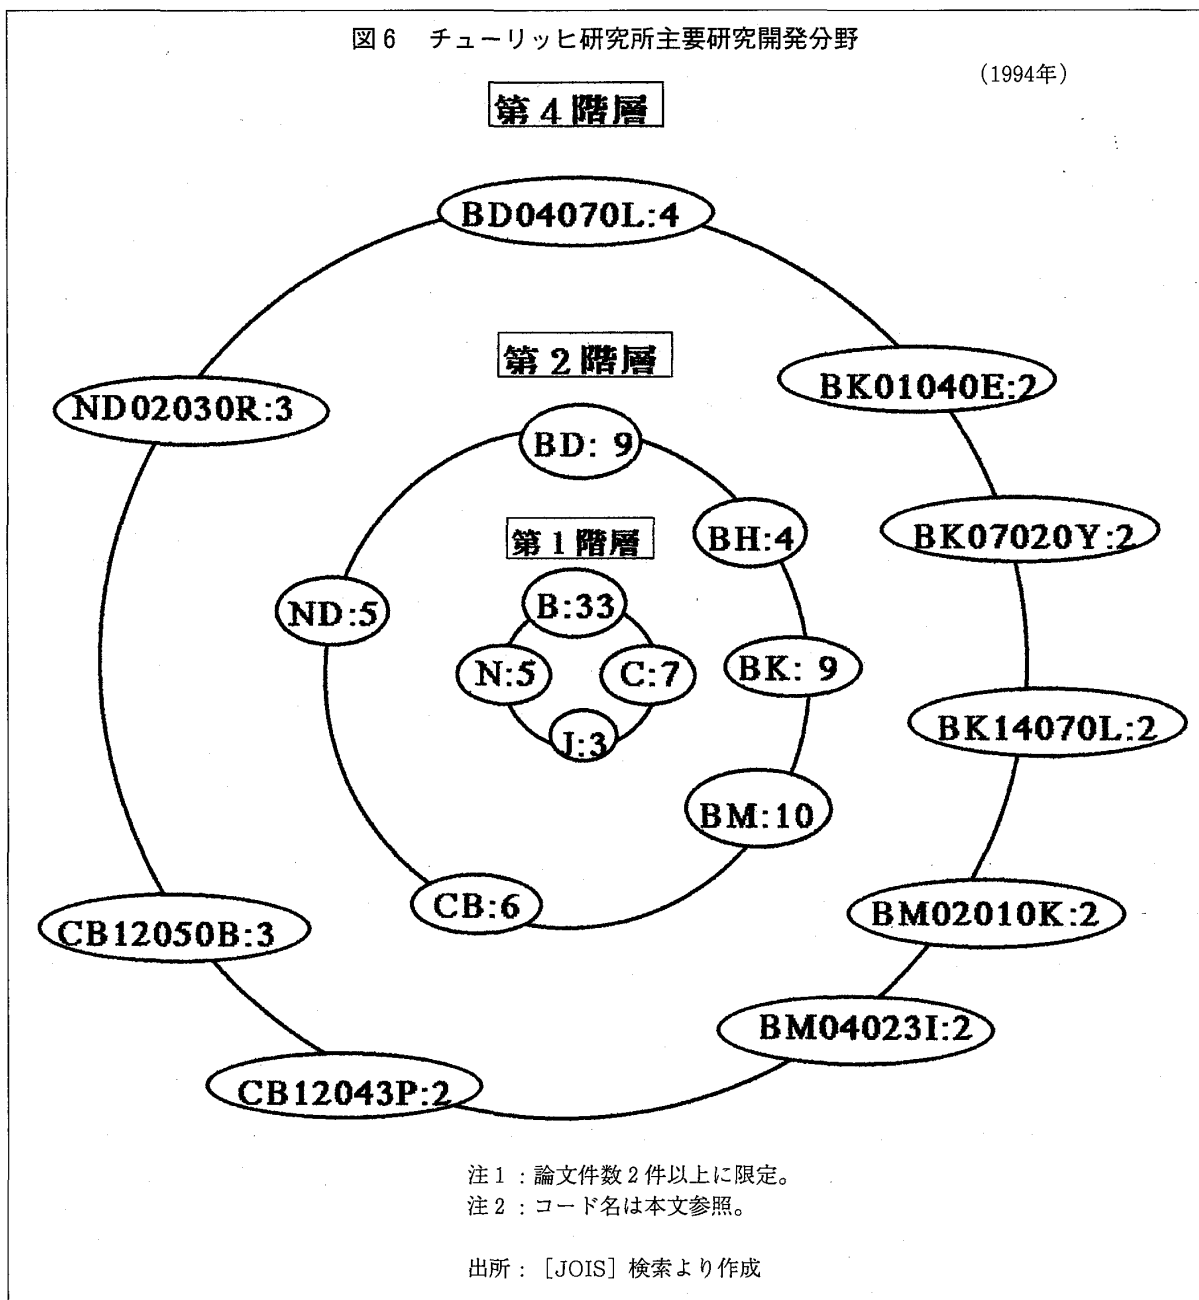 図6 チューリッヒ研究所主要研究開発分野
(1994年)
第4階層
BD04070L:4
第2階層
BK01040E:2
ND02030R:3
BD: 9
BH:4
BK07020Y:2
第1階層
B:33
ND:5
N:5
C:7
BK: 9
J:3
BK14070L:2
BM:10
CB:6
BM02010K:2
CB12050B:3
BM04023I:2
CB12043P:2
注1:論文件数2件以上に限定。
注2:コード名は本文参照。
出所:[JOIS]検索より作成